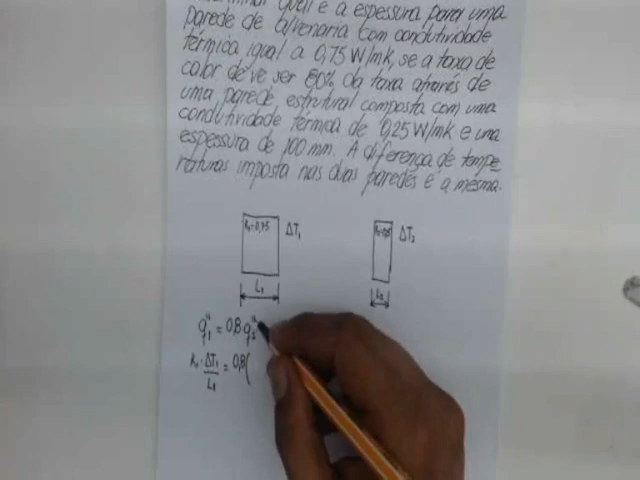 qual é a espessura para uma
parede de alvenaria com condutividade
térmica igual a 0,75 W/mK, se a taxa de
calor deve ser 80% da taxa através de
uma parede estrutural composta com uma
condutividade térmica de 0,25 W/mK e uma
espessura de 100 mm. A diferença de tempe-
raturas imposta nas duas paredes é a mesma.
K₁=0,75 ΔT₁ ΔT₂
L₁ L₂
q₁" = 0,8 q₂"
K₁·ΔT₁/L₁ = 0,8(